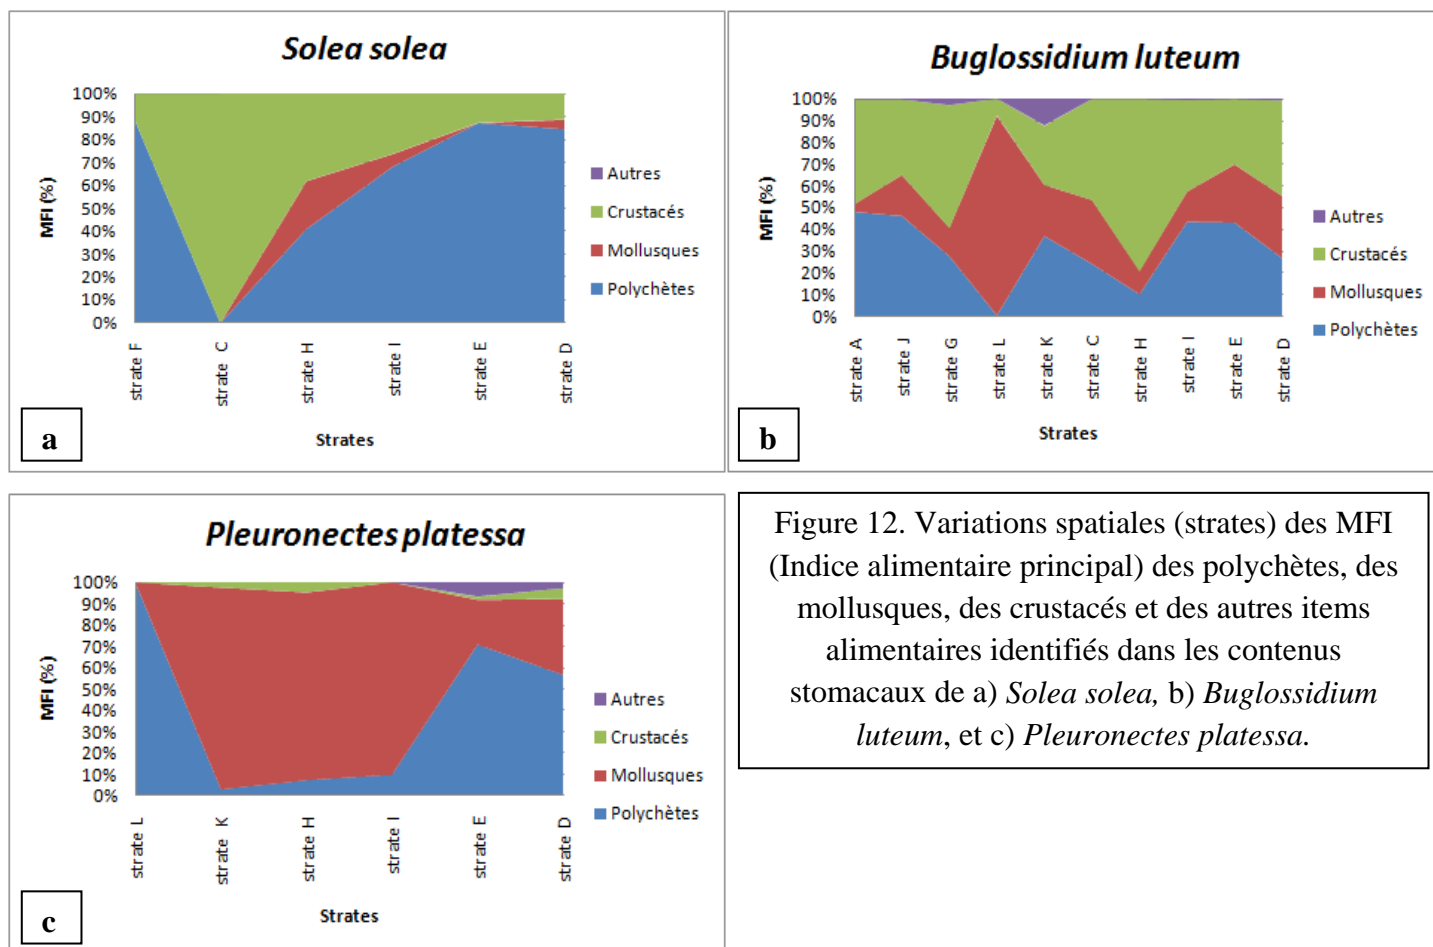 Solea solea
100%
90%
80%
70%
60%
50%
40%
30%
20%
10%
0%
MFI (%)
strate F
strate C
strate H
strate I
strate E
strate D
Strates
Autres
Crustacés
Mollusques
Polychètes
a
Buglossidium luteum
100%
90%
80%
70%
60%
50%
40%
30%
20%
10%
0%
MFI (%)
strate A
strate J
strate G
strate L
strate K
strate C
strate H
strate I
strate E
strate D
Strates
Autres
Crustacés
Mollusques
Polychètes
b
Pleuronectes platessa
100%
90%
80%
70%
60%
50%
40%
30%
20%
10%
0%
MFI (%)
strate L
strate K
strate H
strate I
strate E
strate D
Strates
Autres
Crustacés
Mollusques
Polychètes
c
Figure 12. Variations spatiales (strates) des MFI
(Indice alimentaire principal) des polychètes, des
mollusques, des crustacés et des autres items
alimentaires identifiés dans les contenus
stomacaux de a) Solea solea, b) Buglossidium
luteum, et c) Pleuronectes platessa.